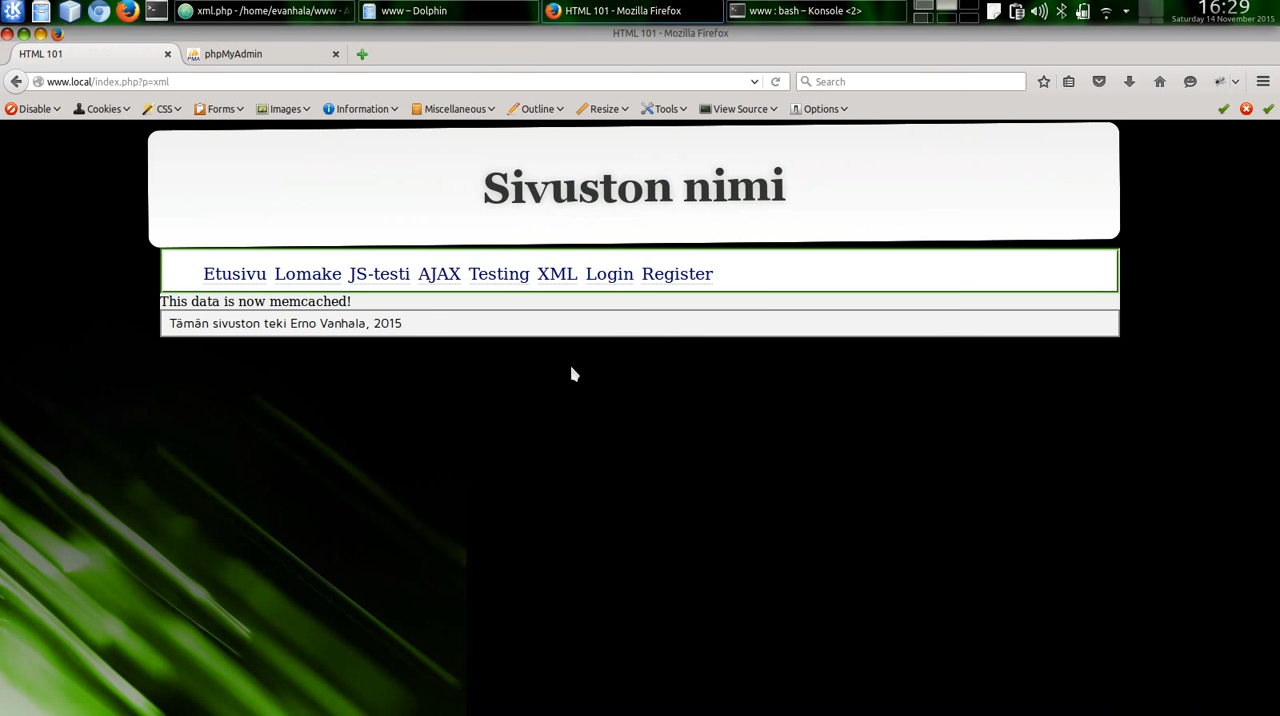 xml.php - /home/evanhala/www - A
www – Dolphin
HTML 101 - Mozilla Firefox
www : bash – Konsole <2>
16:29
Saturday 14 November 2015
HTML 101 - Mozilla Firefox
HTML 101
phpMyAdmin
www.local/index.php?p=xml
Search
Disable Cookies CSS Forms Images Information Miscellaneous Outline Resize Tools View Source Options
Sivuston nimi
Etusivu Lomake JS-testi AJAX Testing XML Login Register
This data is now memcached!
Tämän sivuston teki Erno Vanhala, 2015